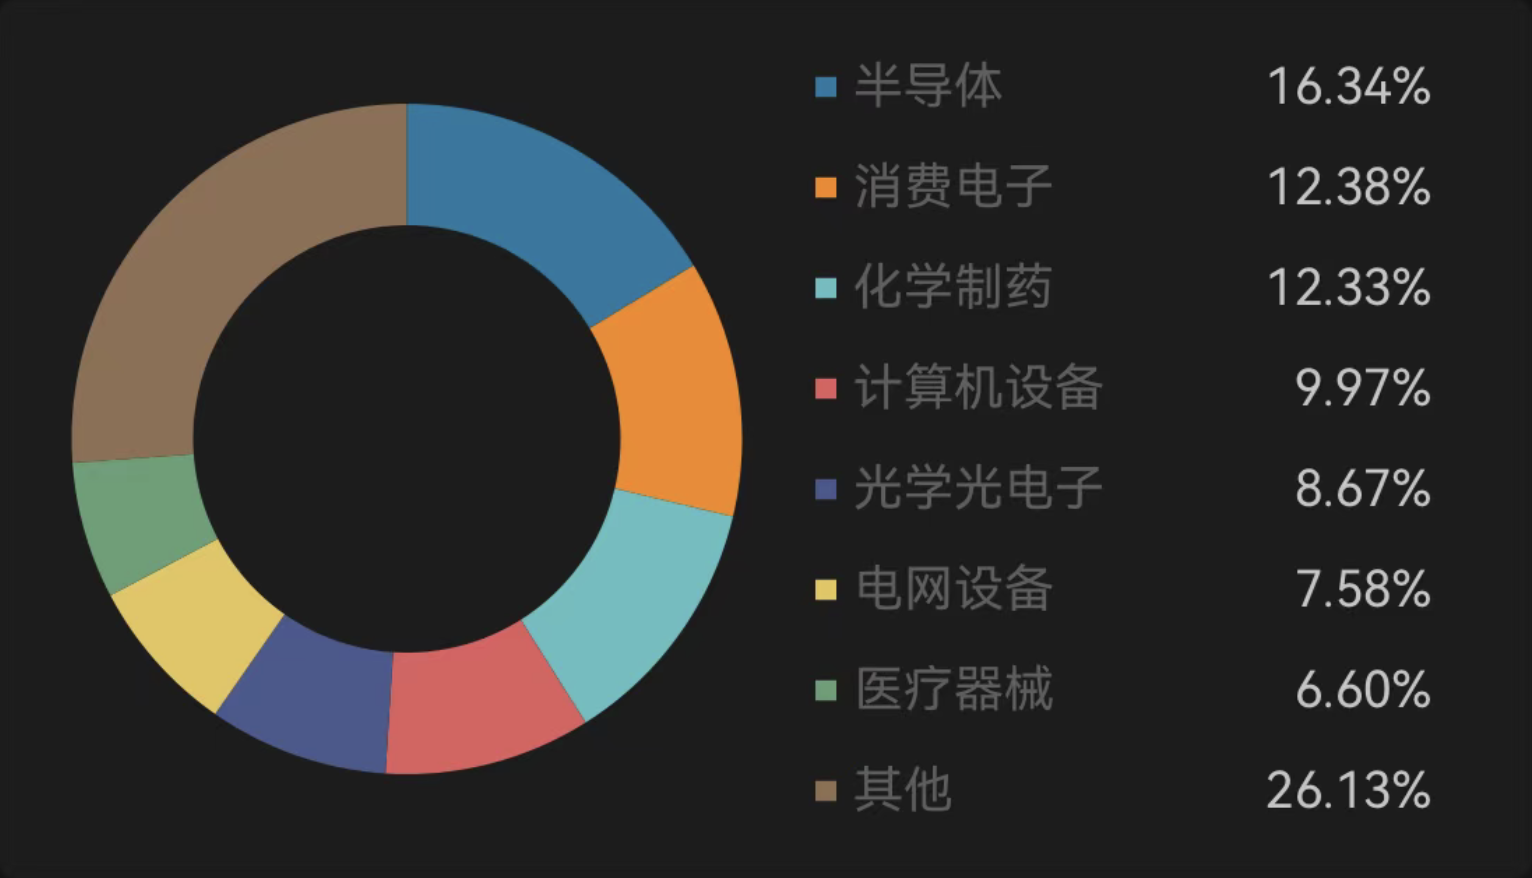 半导体 16.34%
消费电子 12.38%
化学制药 12.33%
计算机设备 9.97%
光学光电子 8.67%
电网设备 7.58%
医疗器械 6.60%
其他 26.13%